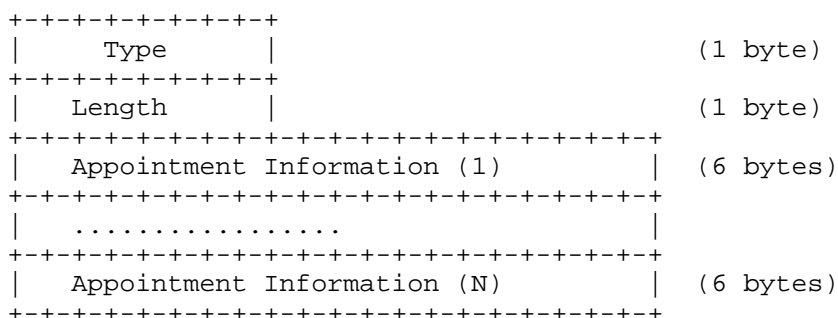 +-+-+-+-+-+-+-+-+
|     Type      |                          (1 byte)
+-+-+-+-+-+-+-+-+
|   Length      |                          (1 byte)
+-+-+-+-+-+-+-+-+-+-+-+-+-+-+-+-+-+-+-+-+
|   Appointment Information (1)         |  (6 bytes)
+-+-+-+-+-+-+-+-+-+-+-+-+-+-+-+-+-+-+-+-+
|   .................                   |
+-+-+-+-+-+-+-+-+-+-+-+-+-+-+-+-+-+-+-+-+
|   Appointment Information (N)         |  (6 bytes)
+-+-+-+-+-+-+-+-+-+-+-+-+-+-+-+-+-+-+-+-+